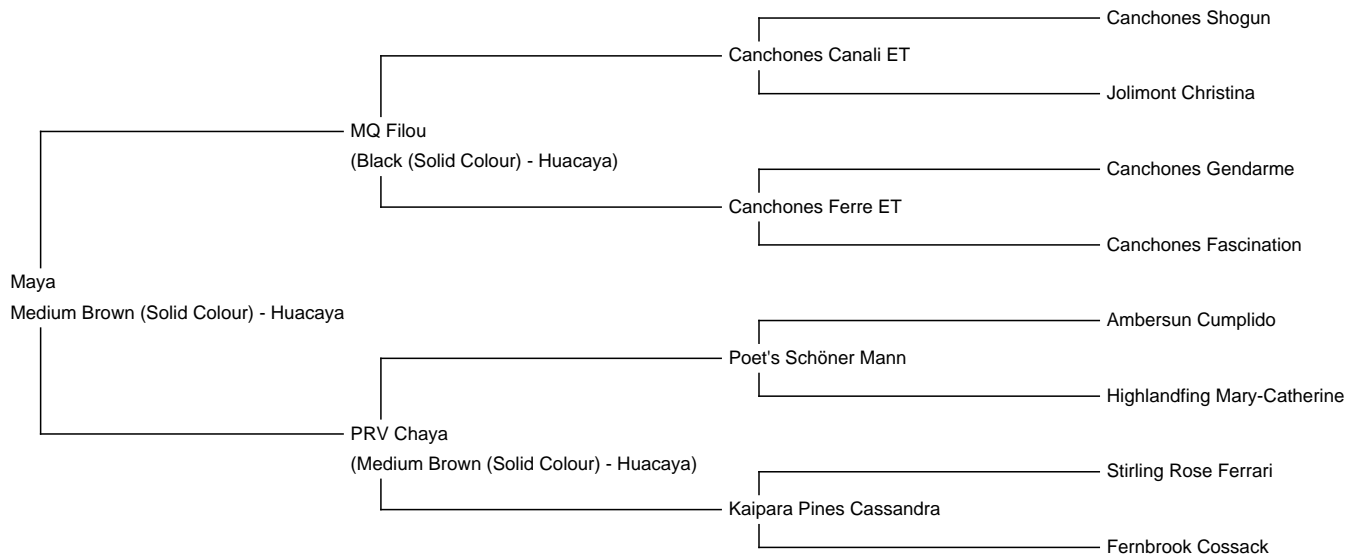 Canchones Shogun
Canchones Canali ET
Jolimont Christina
MQ Filou
(Black (Solid Colour) - Huacaya)
Canchones Gendarme
Canchones Ferre ET
Canchones Fascination
Maya
Medium Brown (Solid Colour) - Huacaya
Ambersun Cumplido
Poet's Schöner Mann
Highlandfing Mary-Catherine
PRV Chaya
(Medium Brown (Solid Colour) - Huacaya)
Stirling Rose Ferrari
Kaipara Pines Cassandra
Fernbrook Cossack